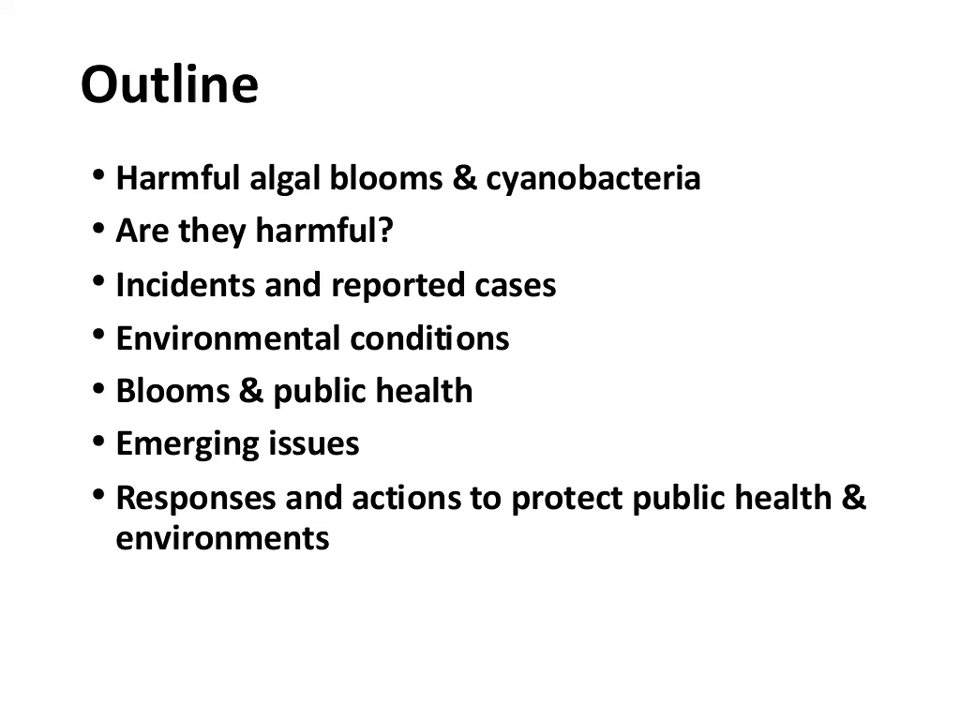 Outline
• Harmful algal blooms & cyanobacteria
• Are they harmful?
• Incidents and reported cases
• Environmental conditions
• Blooms & public health
• Emerging issues
• Responses and actions to protect public health &
environments